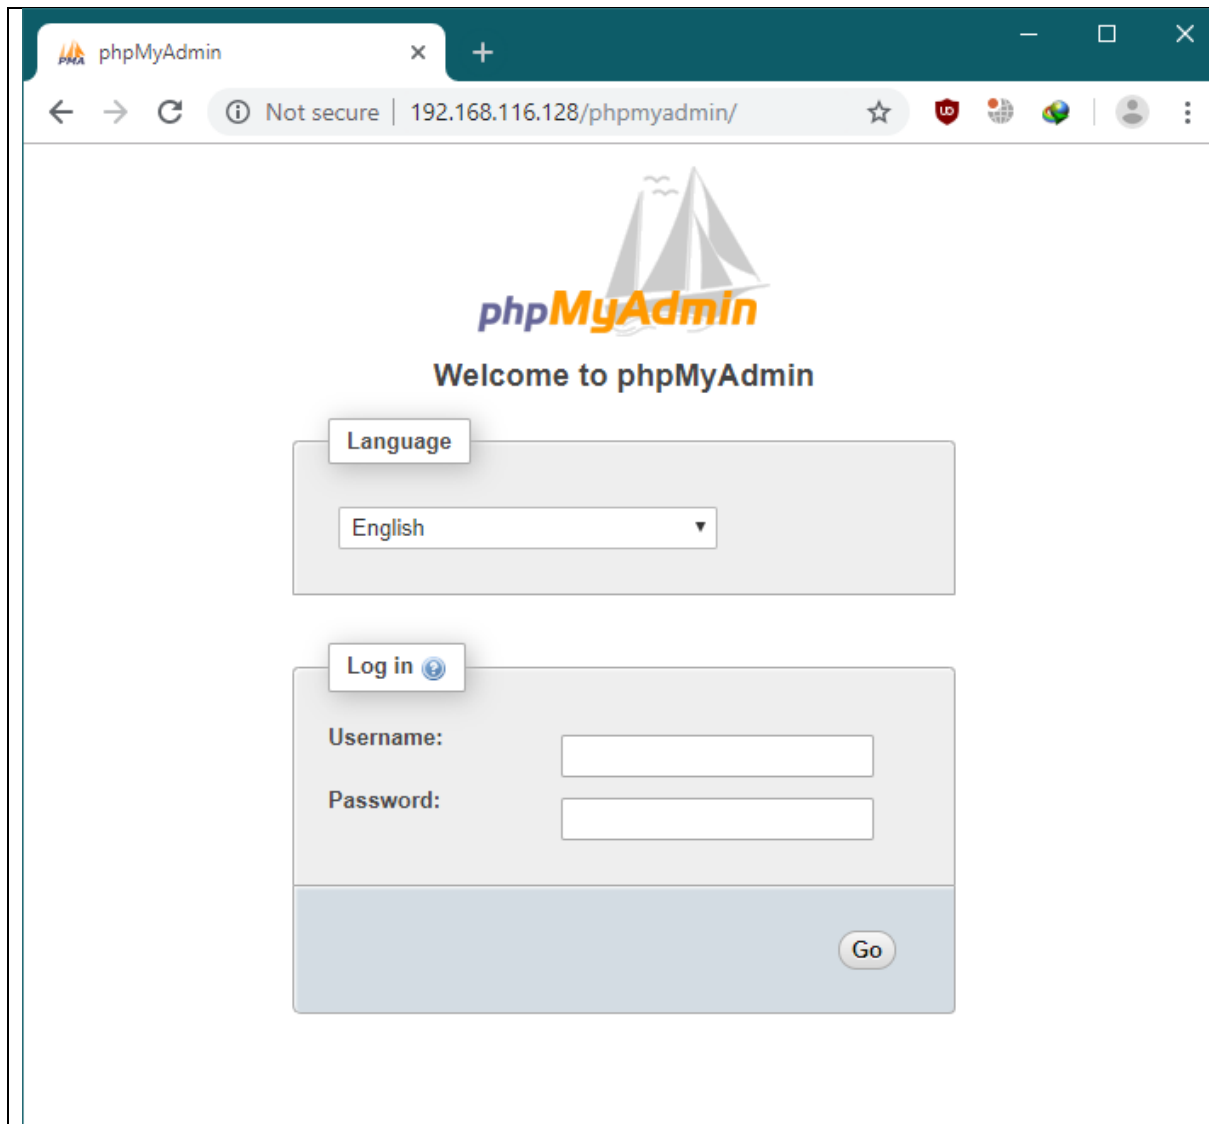 phpMyAdmin
Not secure | 192.168.116.128/phpmyadmin/
phpMyAdmin
Welcome to phpMyAdmin
Language
English
Log in
Username:
Password:
Go